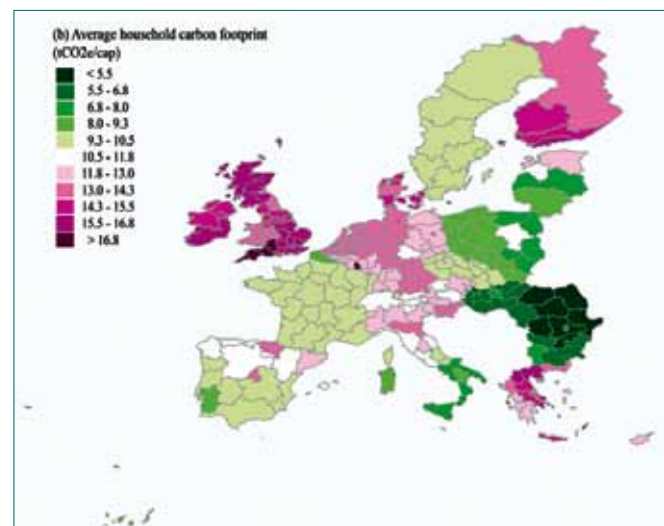 (b) Average household carbon footprint
(tCO2e/cap)
< 5.5
5.5 - 6.8
6.8 - 8.0
8.0 - 9.3
9.3 - 10.5
10.5 - 11.8
11.8 - 13.0
13.0 - 14.3
14.3 - 15.5
15.5 - 16.8
> 16.8